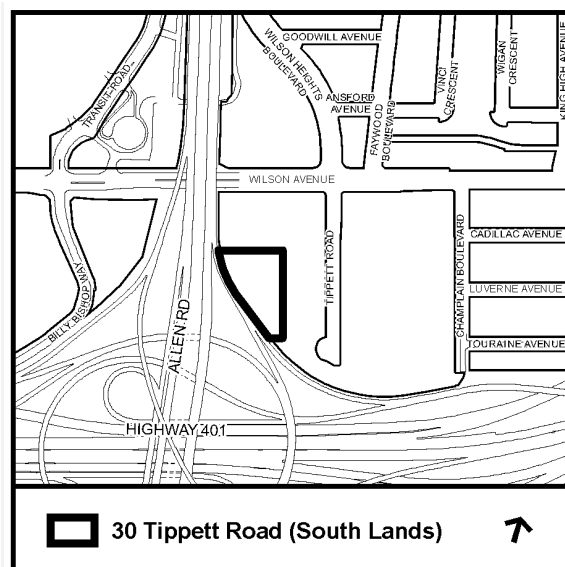 GOODWILL AVENUE
WILSON HEIGHTS
BOULEVARD
ANSFORD
AVENUE
FAYWOOD
BOULEVARD
VINCI
CRESCENT
WIGAN
CRESCENT
KING HIGH AVENUE
TRANSIT ROAD
WILSON AVENUE
BILLY BISHOP WAY
ALLEN RD
TIPPETT ROAD
CHAMPLAIN BOULEVARD
CADILLAC AVENUE
LUVERNE AVENUE
TOURAINE AVENUE
HIGHWAY 401
30 Tippett Road (South Lands)